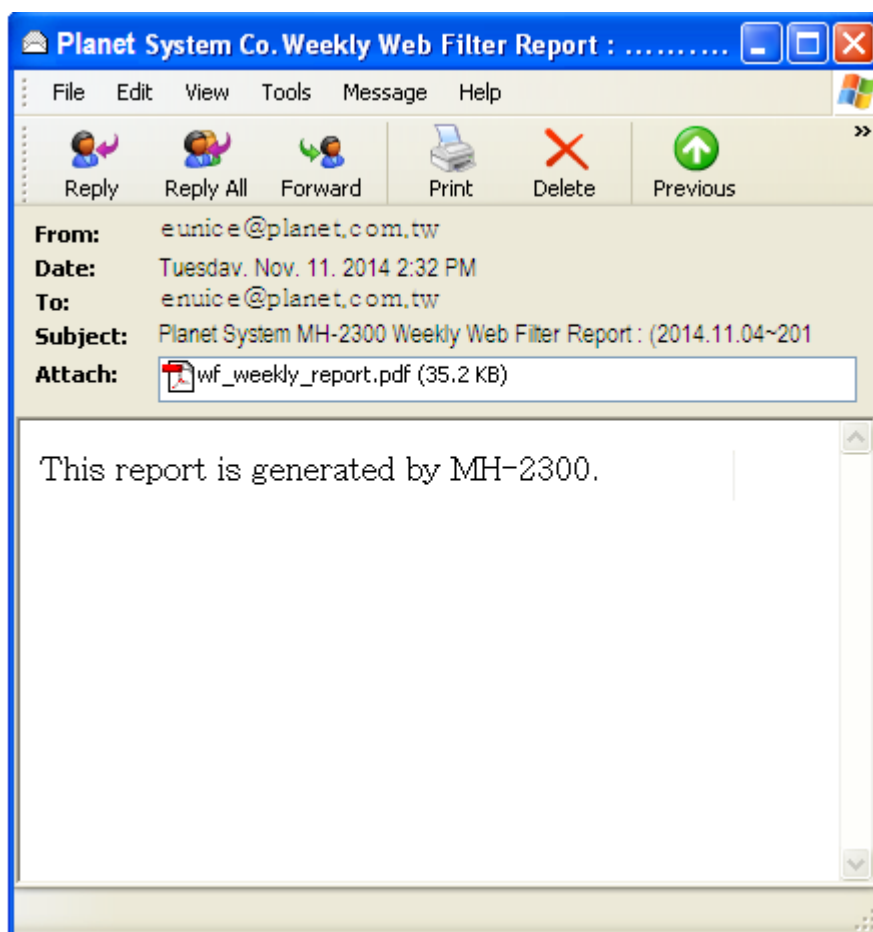 Planet System Co. Weekly Web Filter Report : ..........
File Edit View Tools Message Help
»
Reply Reply All Forward Print Delete Previous
From: eunice@planet.com.tw
Date: Tuesdav. Nov. 11. 2014 2:32 PM
To: enuice@planet.com.tw
Subject: Planet System MH-2300 Weekly Web Filter Report : (2014.11.04~201
Attach: wf_weekly_report.pdf (35.2 KB)
This report is generated by MH-2300.